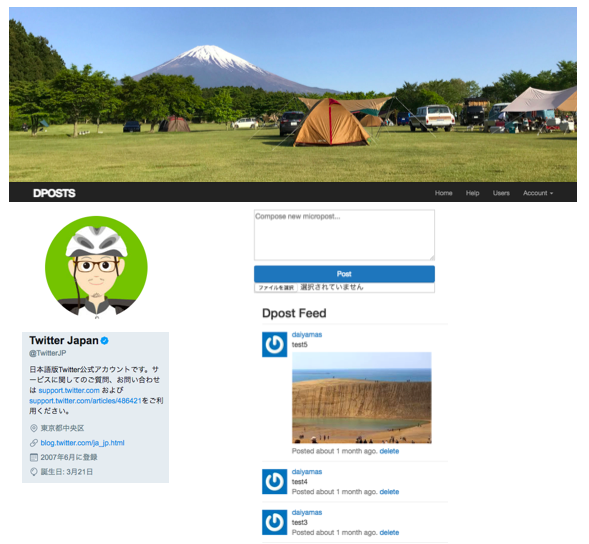 DPOSTS
Home Help Users Account
Compose new micropost...
Post
ファイルを選択 選択されていません
Twitter Japan
@TwitterJP
日本語版Twitter公式アカウントです。サ
ービスに関してのご質問、お問い合わせ
は support.twitter.com および
support.twitter.com/articles/486421をご利
用ください。
東京都中央区
blog.twitter.com/ja_jp.html
2007年6月に登録
誕生日: 3月21日
Dpost Feed
daiyamas
test5
Posted about 1 month ago. delete
daiyamas
test4
Posted about 1 month ago. delete
daiyamas
test3
Posted about 1 month ago. delete